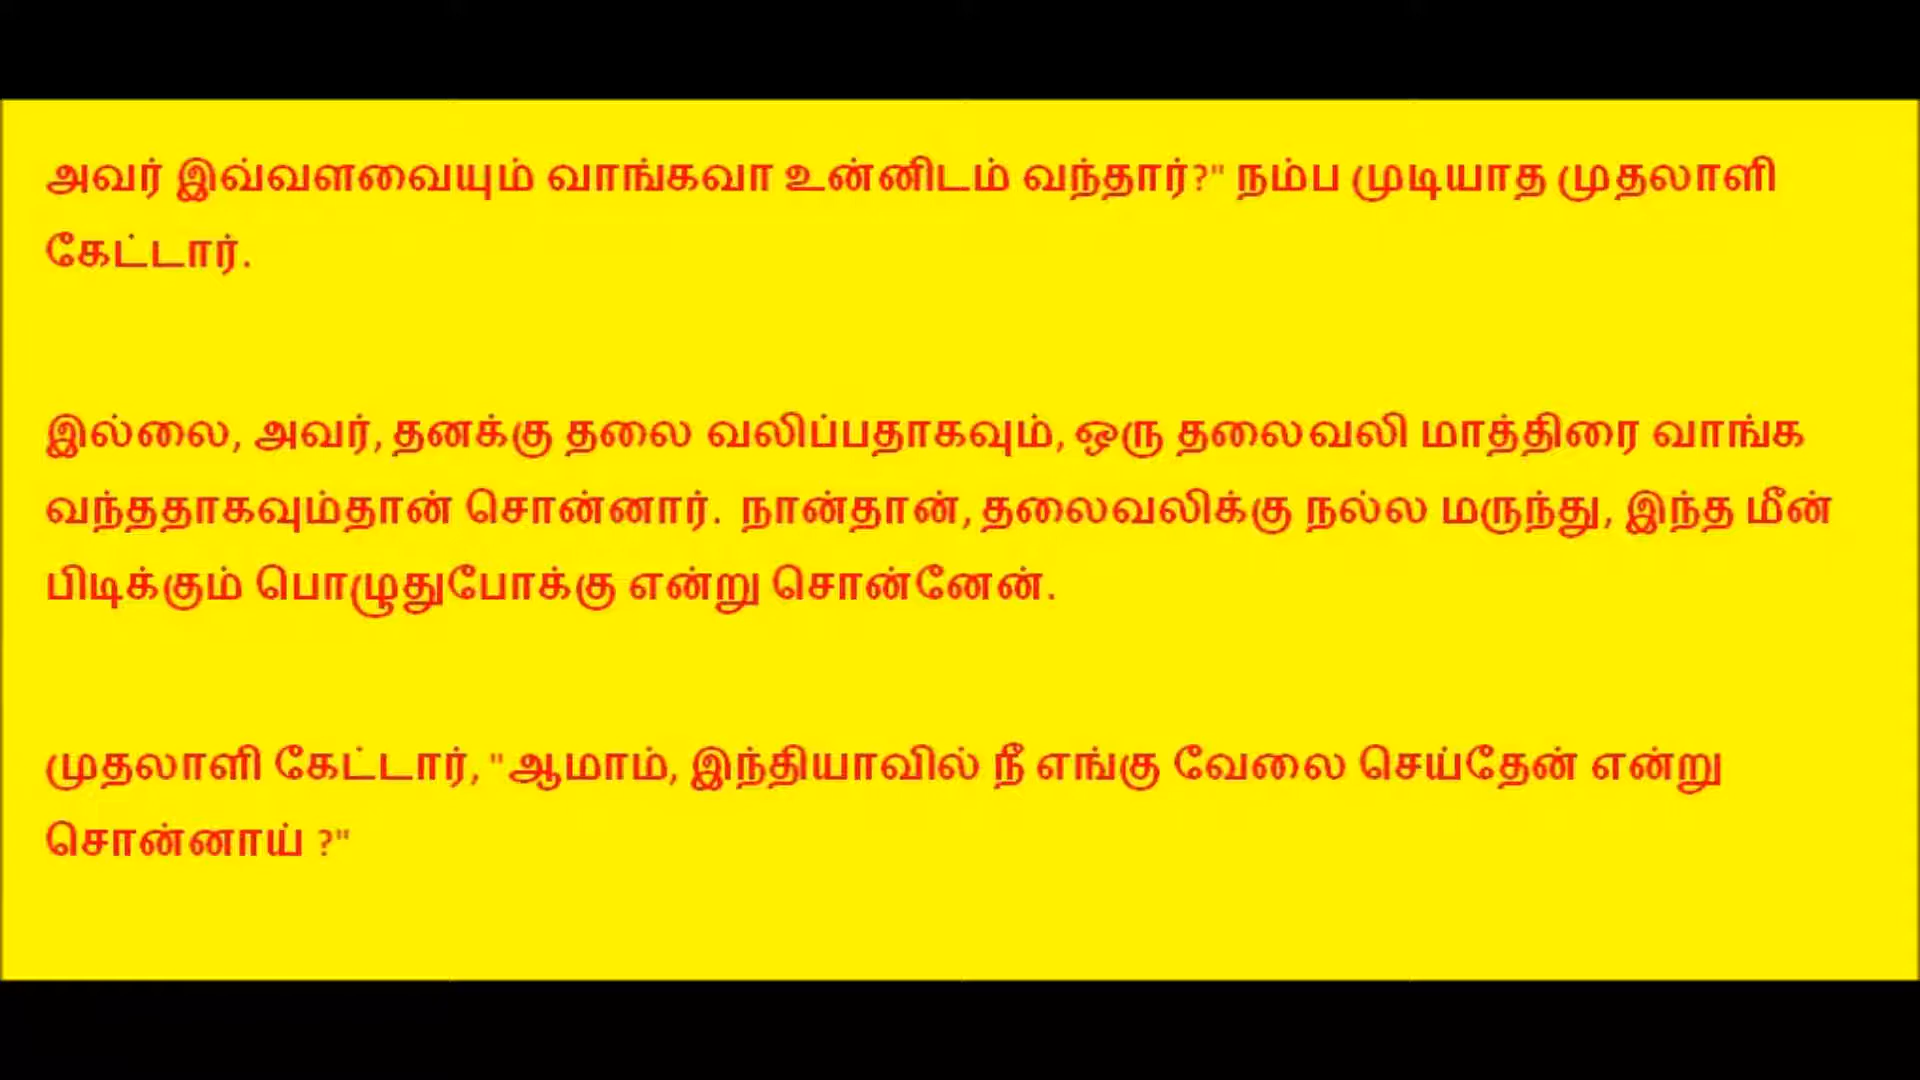 அவர் இவ்வளவையும் வாங்கவா உன்னிடம் வந்தார்?" நம்ப முடியாத முதலாளி
கேட்டார்.
இல்லை, அவர், தனக்கு தலை வலிப்பதாகவும், ஒரு தலைவலி மாத்திரை வாங்க
வந்ததாகவும்தான் சொன்னார். நான்தான், தலைவலிக்கு நல்ல மருந்து, இந்த மீன்
பிடிக்கும் பொழுதுபோக்கு என்று சொன்னேன்.
முதலாளி கேட்டார், "ஆமாம், இந்தியாவில் நீ எங்கு வேலை செய்தேன் என்று
சொன்னாய் ?"